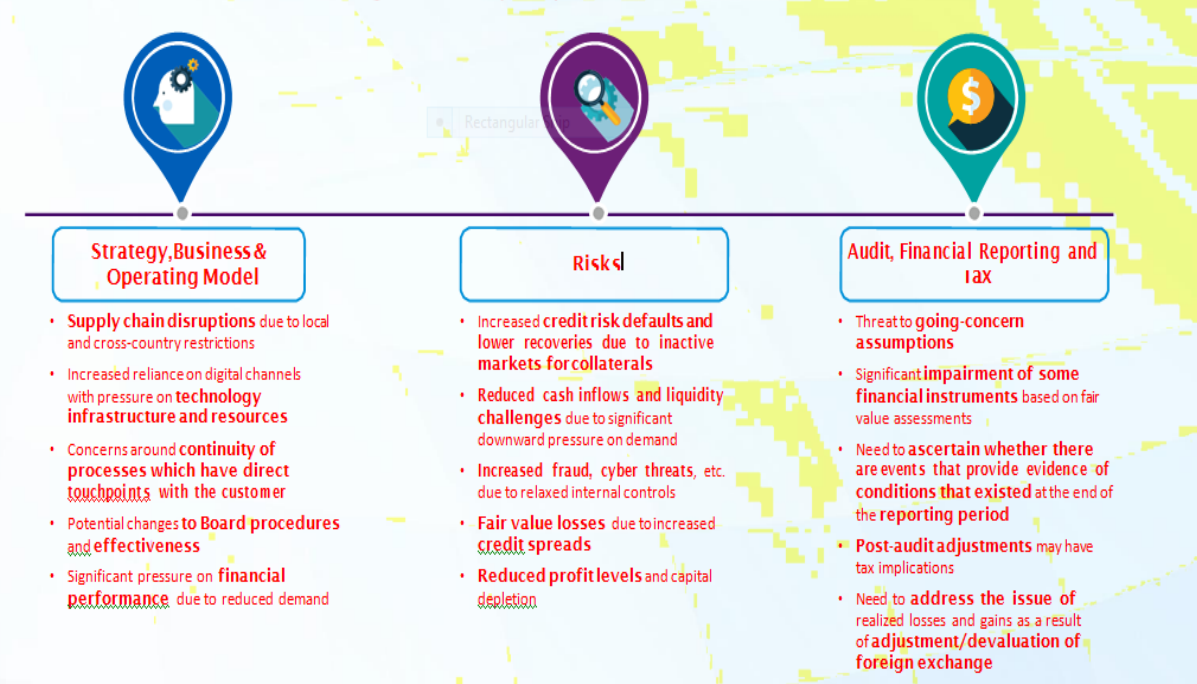 Rectangular Snip
Strategy,Business &
Operating Model
• Supply chain disruptions due to local
and cross-country restrictions
• Increased reliance on digital channels
with pressure on technology
infrastructure and resources
• Concerns around continuity of
processes which have direct
touchpoints with the customer
• Potential changes to Board procedures
and effectiveness
• Significant pressure on financial
performance due to reduced demand
Risks
• Increased credit risk defaults and
lower recoveries due to inactive
markets for collaterals
• Reduced cash inflows and liquidity
challenges due to significant
downward pressure on demand
• Increased fraud, cyber threats, etc.
due to relaxed internal controls
• Fair value losses due to increased
credit spreads
• Reduced profit levels and capital
depletion
$
Audit, Financial Reporting and
Tax
• Threat to going-concern
assumptions
• Significant impairment of some
financial instruments based on fair
value assessments
• Need to ascertain whether there
are events that provide evidence of
conditions that existed at the end of
the reporting period
• Post-audit adjustments may have
tax implications
• Need to address the issue of
realized losses and gains as a result
of adjustment/devaluation of
foreign exchange